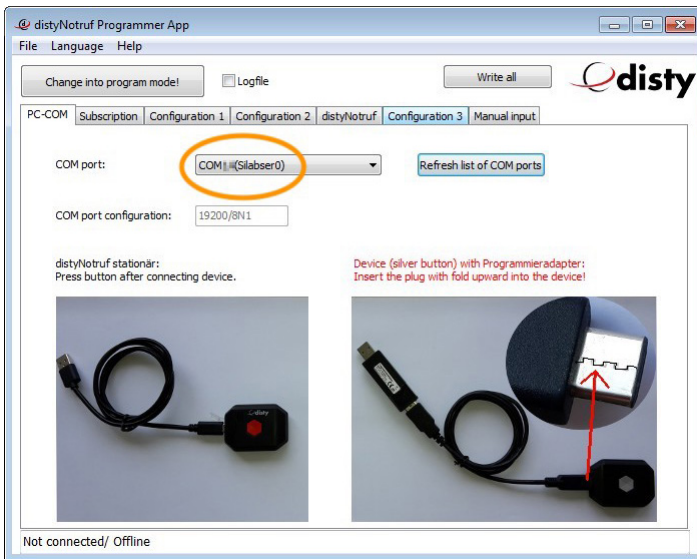 distyNotruf Programmer App
File Language Help
Change into program mode!
Logfile
Write all
disty
PC-COM Subscription Configuration 1 Configuration 2 distyNotruf Configuration 3 Manual input
COM port:
(Silabser0)
Refresh list of COM ports
COM port configuration:
19200/8N1
distyNotruf stationär:
Press button after connecting device.
Device (silver button) with Programmieradapter:
Insert the plug with fold upward into the device!
disty
Not connected/ Offline